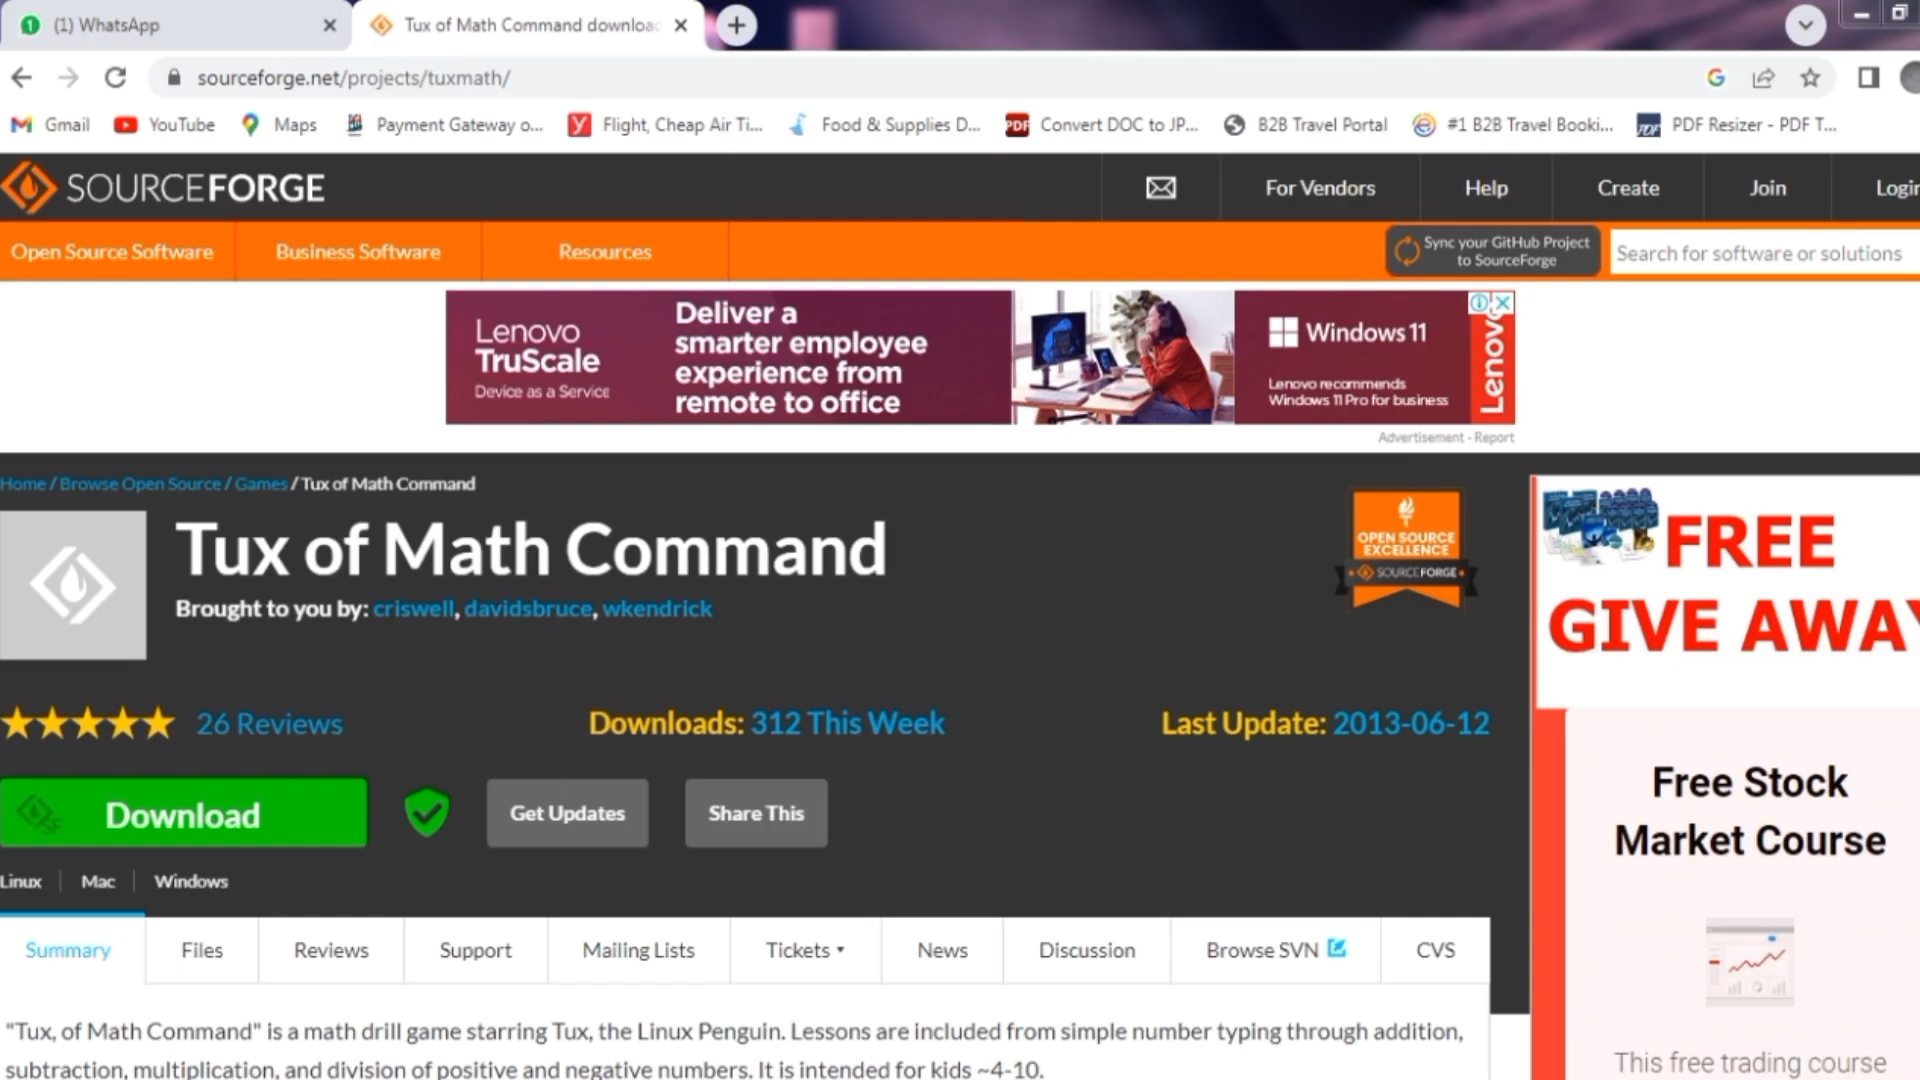 (1) WhatsApp
Tux of Math Command downloa
sourceforge.net/projects/tuxmath/
Gmail YouTube Maps Payment Gateway o... Flight, Cheap Air Ti... Food & Supplies D... PDF Convert DOC to JP... B2B Travel Portal #1 B2B Travel Booki... PDF PDF Resizer - PDF T...
SOURCEFORGE For Vendors Help Create Join Login
Open Source Software Business Software Resources
Sync your GitHub Project
to SourceForge
Search for software or solutions
Lenovo
TruScale
Device as a Service
Deliver a
smarter employee
experience from
remote to office
Windows 11
Lenovo recommends
Windows 11 Pro for business
Lenovo
Advertisement - Report
Home / Browse Open Source / Games / Tux of Math Command
Tux of Math Command
Brought to you by: criswell, davidsbruce, wkendrick
OPEN SOURCE
EXCELLENCE
SOURCEFORGE
FREE
GIVE AWAY
26 Reviews Downloads: 312 This Week Last Update: 2013-06-12
Download Get Updates Share This
Linux Mac Windows
Free Stock
Market Course
Summary Files Reviews Support Mailing Lists Tickets News Discussion Browse SVN CVS
"Tux, of Math Command" is a math drill game starring Tux, the Linux Penguin. Lessons are included from simple number typing through addition,
subtraction, multiplication, and division of positive and negative numbers. It is intended for kids ~4-10.
This free trading course